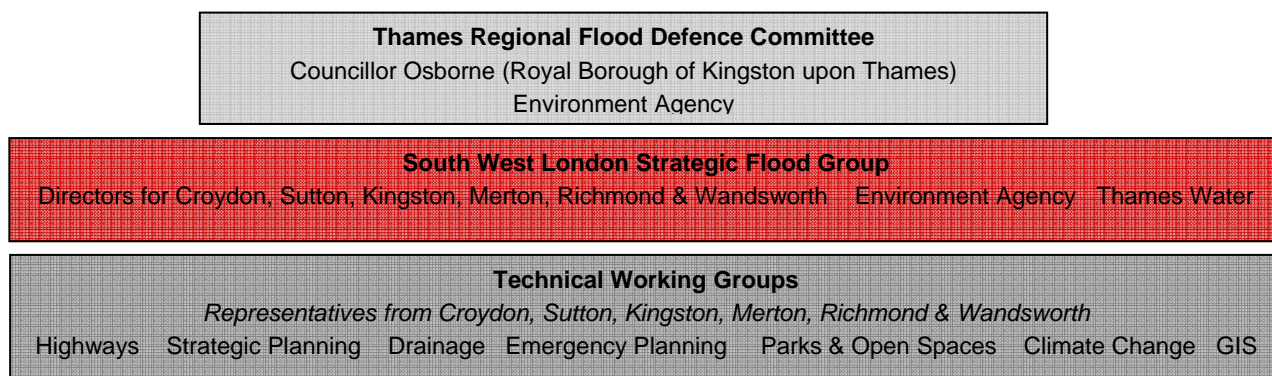 Thames Regional Flood Defence Committee
Councillor Osborne (Royal Borough of Kingston upon Thames)
Environment Agency
South West London Strategic Flood Group
Directors for Croydon, Sutton, Kingston, Merton, Richmond & Wandsworth Environment Agency Thames Water
Technical Working Groups
Representatives from Croydon, Sutton, Kingston, Merton, Richmond & Wandsworth
Highways Strategic Planning Drainage Emergency Planning Parks & Open Spaces Climate Change GIS